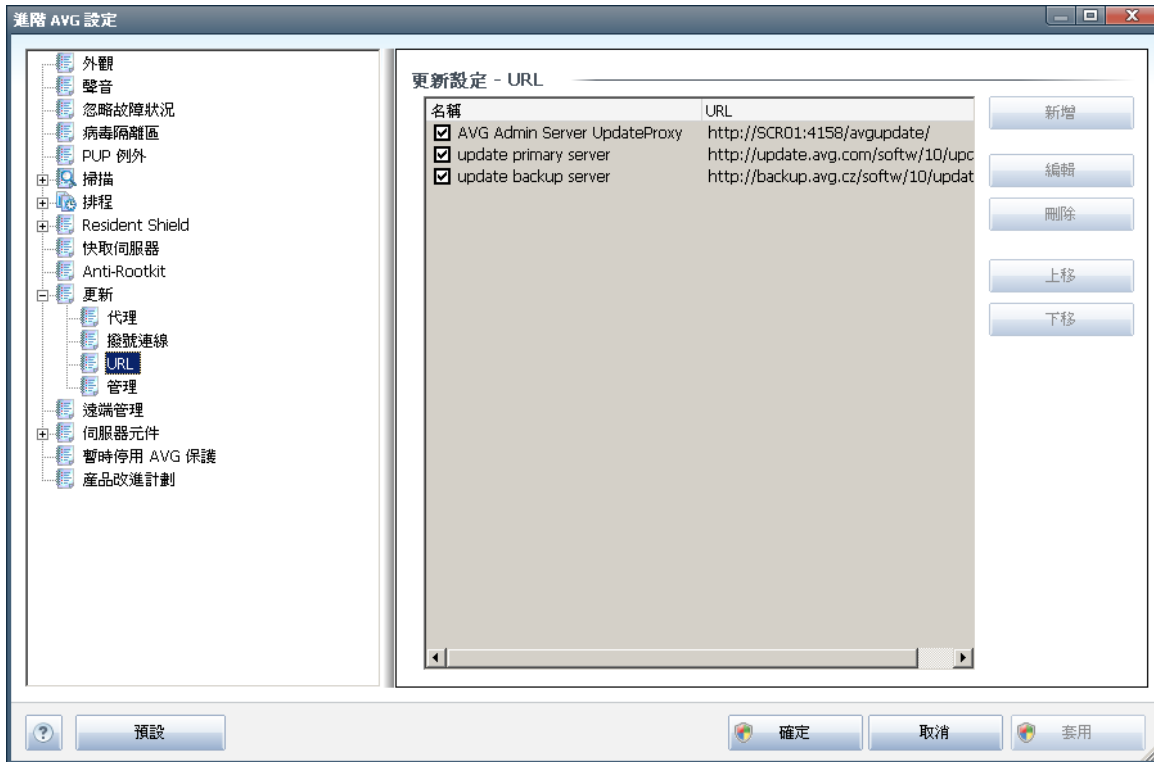 進階 AVG 設定
外觀
聲音
忽略故障狀況
病毒隔離區
PUP 例外
掃描
排程
Resident Shield
快取伺服器
Anti-Rootkit
更新
代理
撥號連線
URL
管理
遠端管理
伺服器元件
暫時停用 AVG 保護
產品改進計劃
更新設定 - URL
名稱 URL
AVG Admin Server UpdateProxy http://SCR01:4158/avgupdate/
update primary server http://update.avg.com/softw/10/upc
update backup server http://backup.avg.cz/softw/10/updat
新增
編輯
刪除
上移
下移
? 預設 確定 取消 套用